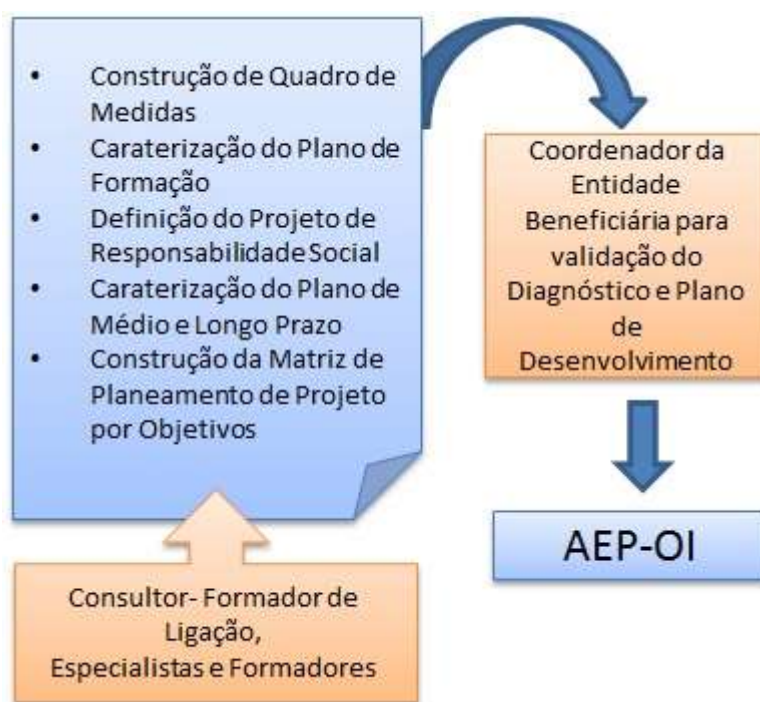 • Construção de Quadro de
Medidas
• Caraterização do Plano de
Formação
• Definição do Projeto de
Responsabilidade Social
• Caraterização do Plano de
Médio e Longo Prazo
• Construção da Matriz de
Planeamento de Projeto
por Objetivos
Consultor- Formador de
Ligação,
Especialistas e Formadores
Coordenador da
Entidade
Beneficiária para
validação do
Diagnóstico e Plano
de
Desenvolvimento
AEP-OI